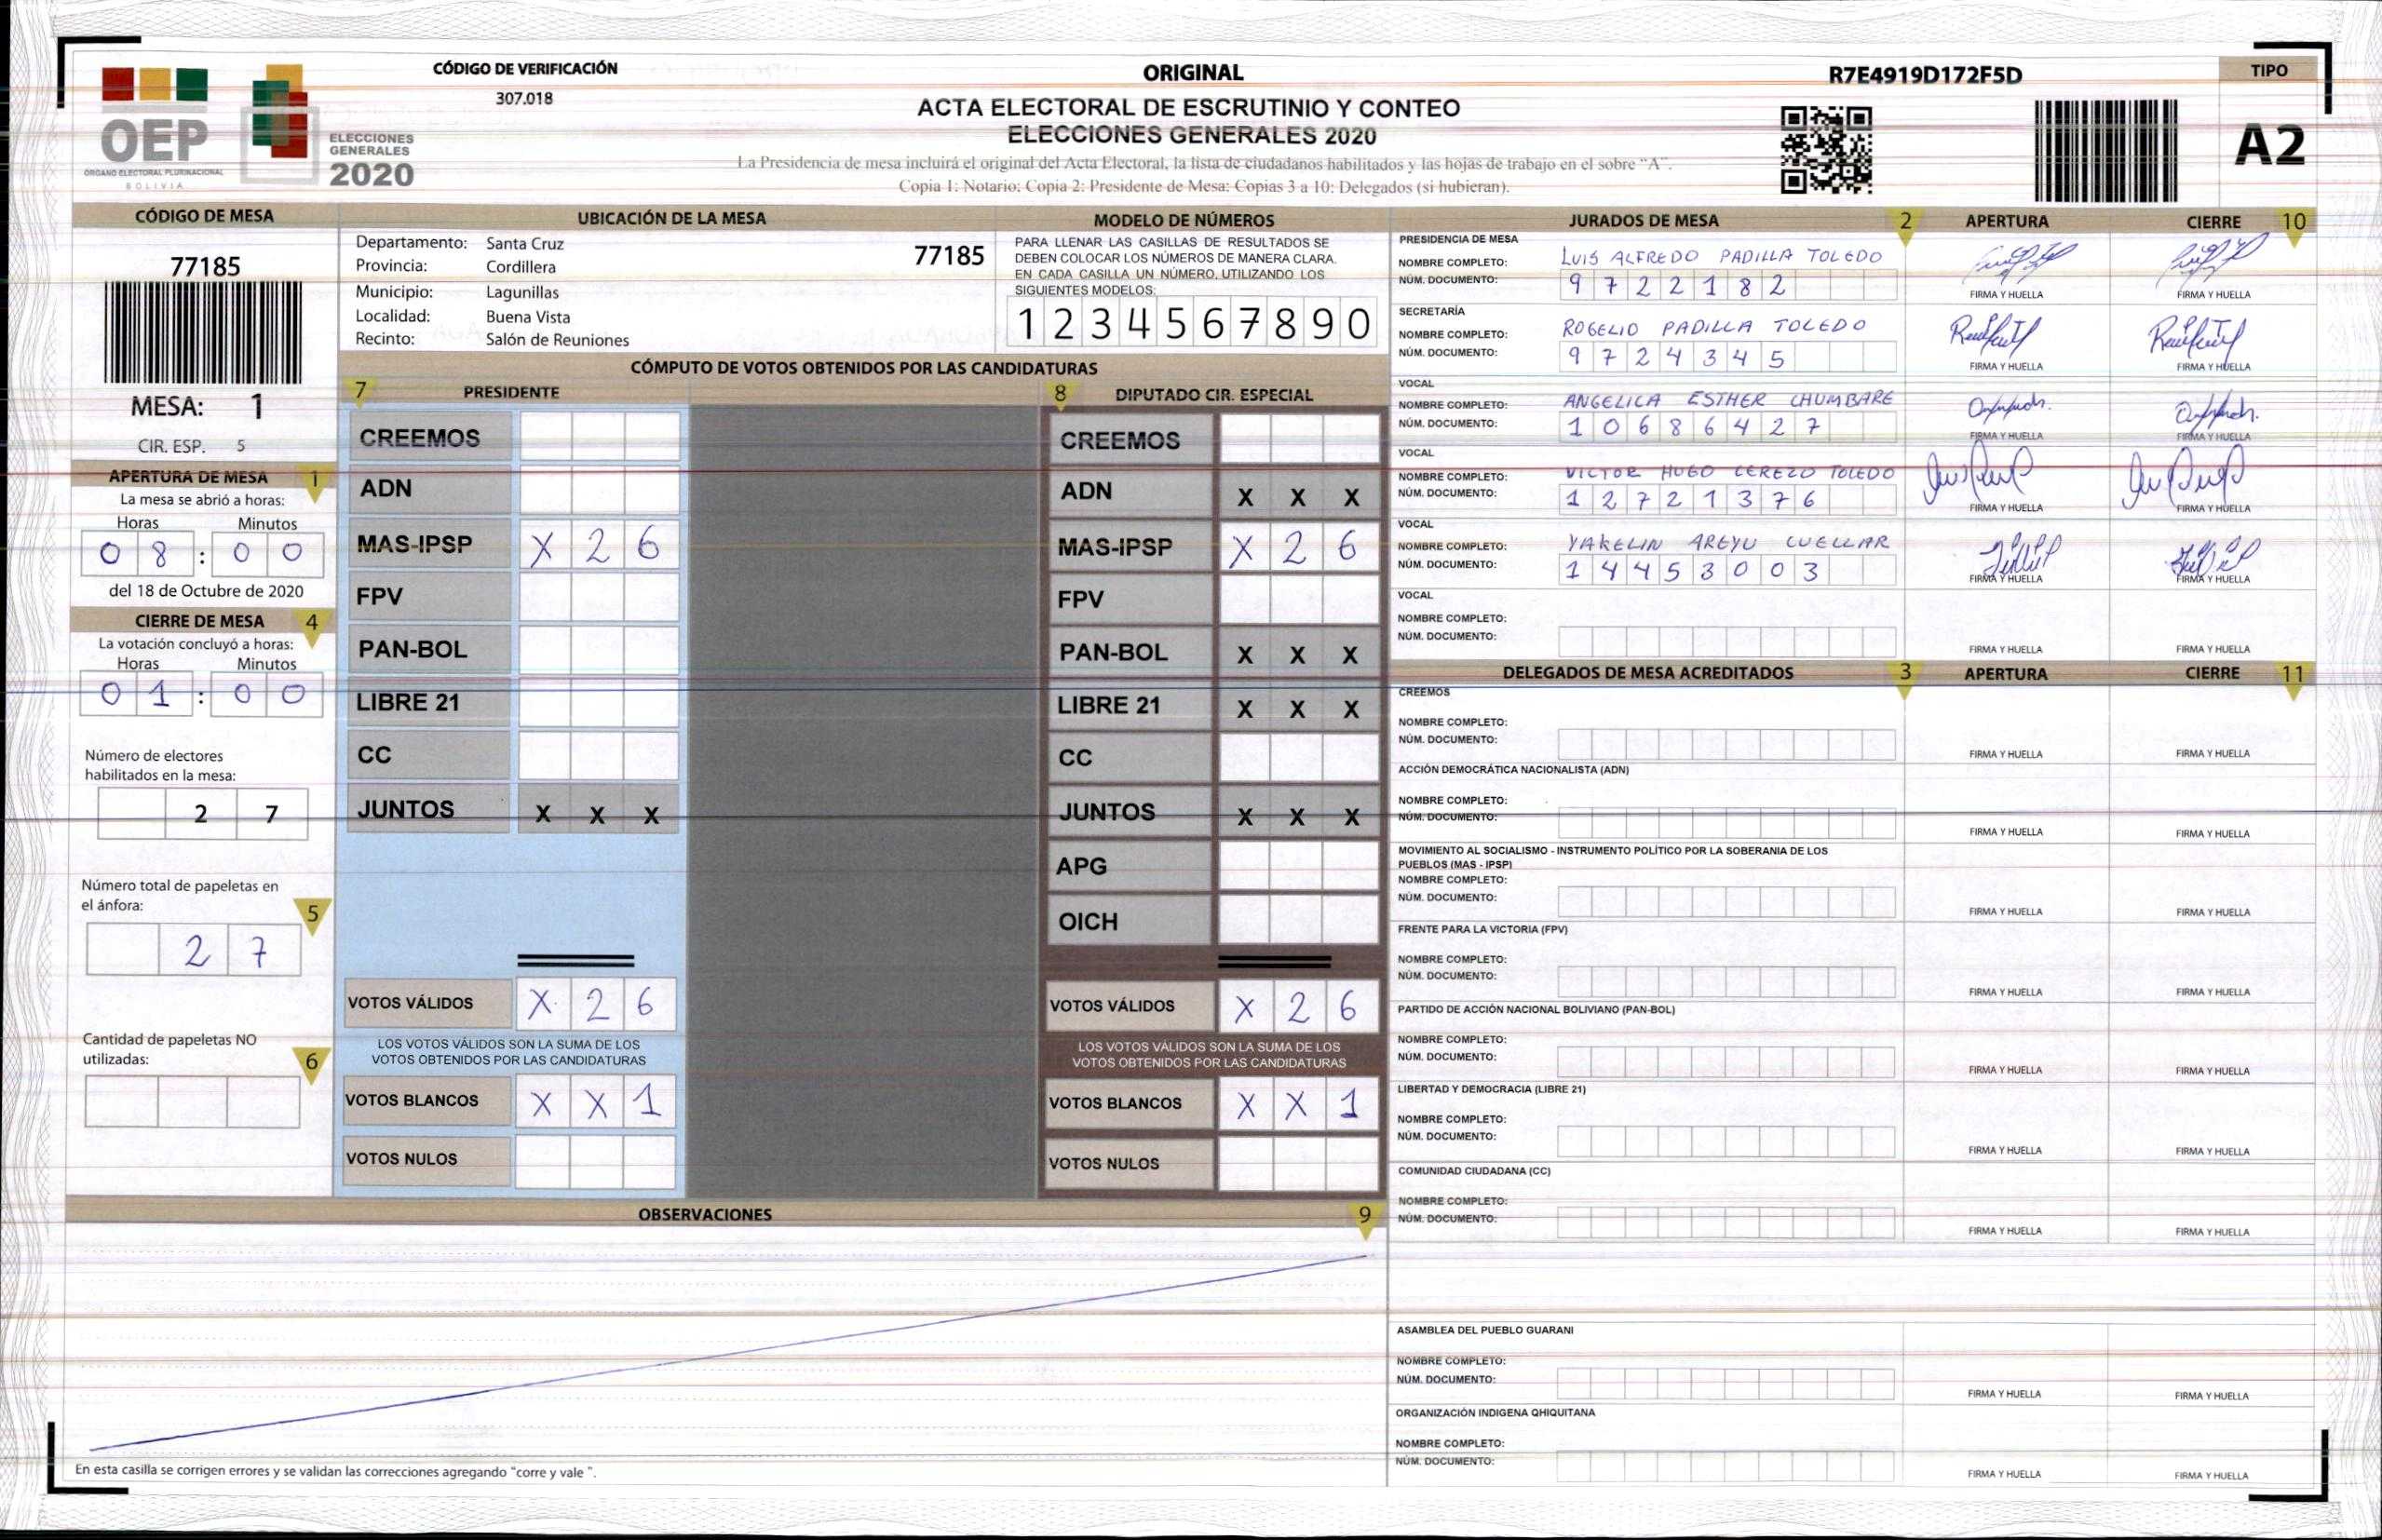 CÓDIGO DE VERIFICACIÓN
307.018
OEP
ÓRGANO ELECTORAL PLURINACIONAL
BOLIVIA
ELECCIONES
GENERALES
2020
ORIGINAL
ACTA ELECTORAL DE ESCRUTINIO Y CONTEO
ELECCIONES GENERALES 2020
La Presidencia de mesa incluirá el original del Acta Electoral, la lista de ciudadanos habilitados y las hojas de trabajo en el sobre "A".
Copia 1: Notario; Copia 2: Presidente de Mesa; Copias 3 a 10: Delegados (si hubieran).
R7E4919D172F5D
TIPO
A2
CÓDIGO DE MESA
77185
MESA: 1
CIR. ESP. 5
APERTURA DE MESA 1
La mesa se abrió a horas:
Horas Minutos
0 8 : 0 0
del 18 de Octubre de 2020
CIERRE DE MESA 4
La votación concluyó a horas:
Horas Minutos
0 1 : 0 0
Número de electores
habilitados en la mesa:
2 7
Número total de papeletas en
el ánfora:
5
2 7
Cantidad de papeletas NO
utilizadas:
6
UBICACIÓN DE LA MESA
Departamento: Santa Cruz
77185
Provincia: Cordillera
Municipio: Lagunillas
Localidad: Buena Vista
Recinto: Salón de Reuniones
MODELO DE NÚMEROS
PARA LLENAR LAS CASILLAS DE RESULTADOS SE
DEBEN COLOCAR LOS NÚMEROS DE MANERA CLARA.
EN CADA CASILLA UN NÚMERO, UTILIZANDO LOS
SIGUIENTES MODELOS:
1 2 3 4 5 6 7 8 9 0
CÓMPUTO DE VOTOS OBTENIDOS POR LAS CANDIDATURAS
7 PRESIDENTE
CREEMOS
ADN
MAS-IPSP X 2 6
FPV
PAN-BOL
LIBRE 21
CC
JUNTOS X X X
VOTOS VÁLIDOS X 2 6
LOS VOTOS VÁLIDOS SON LA SUMA DE LOS
VOTOS OBTENIDOS POR LAS CANDIDATURAS
VOTOS BLANCOS X X 1
VOTOS NULOS
8 DIPUTADO CIR. ESPECIAL
CREEMOS
ADN X X X
MAS-IPSP X 2 6
FPV
PAN-BOL X X X
LIBRE 21 X X X
CC
JUNTOS X X X
APG
OICH
VOTOS VÁLIDOS X 2 6
LOS VOTOS VÁLIDOS SON LA SUMA DE LOS
VOTOS OBTENIDOS POR LAS CANDIDATURAS
VOTOS BLANCOS X X 1
VOTOS NULOS
OBSERVACIONES 9
En esta casilla se corrigen errores y se validan las correcciones agregando "corre y vale ".
JURADOS DE MESA 2 APERTURA CIERRE 10
PRESIDENCIA DE MESA
NOMBRE COMPLETO: LUIS ALFREDO PADILLA TOLEDO
NÚM. DOCUMENTO: 9 7 2 2 1 8 2
FIRMA Y HUELLA FIRMA Y HUELLA
SECRETARÍA
NOMBRE COMPLETO: ROGELIO PADILLA TOLEDO
NÚM. DOCUMENTO: 9 7 2 4 3 4 5
FIRMA Y HUELLA FIRMA Y HUELLA
VOCAL
NOMBRE COMPLETO: ANGELICA ESTHER CHUMBARE
NÚM. DOCUMENTO: 1 0 6 8 6 4 2 7
FIRMA Y HUELLA FIRMA Y HUELLA
VOCAL
NOMBRE COMPLETO: VICTOR HUGO CEREZO TOLEDO
NÚM. DOCUMENTO: 1 2 7 2 1 3 7 6
FIRMA Y HUELLA FIRMA Y HUELLA
VOCAL
NOMBRE COMPLETO: YAKELIN AREYU CUELLAR
NÚM. DOCUMENTO: 1 4 4 5 3 0 0 3
FIRMA Y HUELLA FIRMA Y HUELLA
VOCAL
NOMBRE COMPLETO:
NÚM. DOCUMENTO:
FIRMA Y HUELLA FIRMA Y HUELLA
DELEGADOS DE MESA ACREDITADOS 3 APERTURA CIERRE 11
CREEMOS
NOMBRE COMPLETO:
NÚM. DOCUMENTO:
FIRMA Y HUELLA FIRMA Y HUELLA
ACCIÓN DEMOCRÁTICA NACIONALISTA (ADN)
NOMBRE COMPLETO:
NÚM. DOCUMENTO:
FIRMA Y HUELLA FIRMA Y HUELLA
MOVIMIENTO AL SOCIALISMO - INSTRUMENTO POLÍTICO POR LA SOBERANIA DE LOS
PUEBLOS (MAS - IPSP)
NOMBRE COMPLETO:
NÚM. DOCUMENTO:
FIRMA Y HUELLA FIRMA Y HUELLA
FRENTE PARA LA VICTORIA (FPV)
NOMBRE COMPLETO:
NÚM. DOCUMENTO:
FIRMA Y HUELLA FIRMA Y HUELLA
PARTIDO DE ACCIÓN NACIONAL BOLIVIANO (PAN-BOL)
NOMBRE COMPLETO:
NÚM. DOCUMENTO:
FIRMA Y HUELLA FIRMA Y HUELLA
LIBERTAD Y DEMOCRACIA (LIBRE 21)
NOMBRE COMPLETO:
NÚM. DOCUMENTO:
FIRMA Y HUELLA FIRMA Y HUELLA
COMUNIDAD CIUDADANA (CC)
NOMBRE COMPLETO:
NÚM. DOCUMENTO:
FIRMA Y HUELLA FIRMA Y HUELLA
ASAMBLEA DEL PUEBLO GUARANI
NOMBRE COMPLETO:
NÚM. DOCUMENTO:
FIRMA Y HUELLA FIRMA Y HUELLA
ORGANIZACIÓN INDIGENA QHIQUITANA
NOMBRE COMPLETO:
NÚM. DOCUMENTO:
FIRMA Y HUELLA FIRMA Y HUELLA